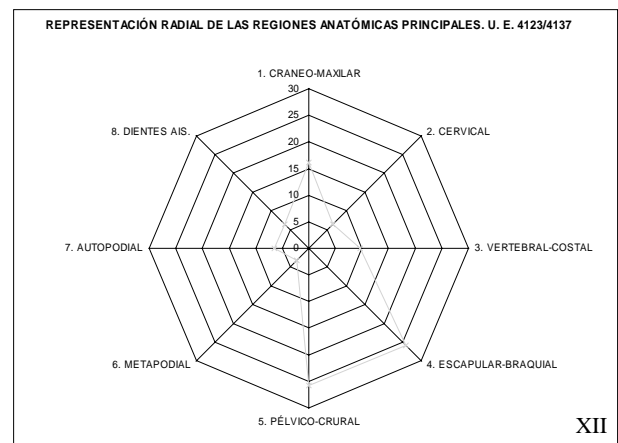 REPRESENTACIÓN RADIAL DE LAS REGIONES ANATÓMICAS PRINCIPALES. U. E. 4123/4137
1. CRANEO-MAXILAR
30
25
20
15
10
5
0
2. CERVICAL
3. VERTEBRAL-COSTAL
4. ESCAPULAR-BRAQUIAL
5. PÉLVICO-CRURAL
6. METAPODIAL
7. AUTOPODIAL
8. DIENTES AIS.
XII